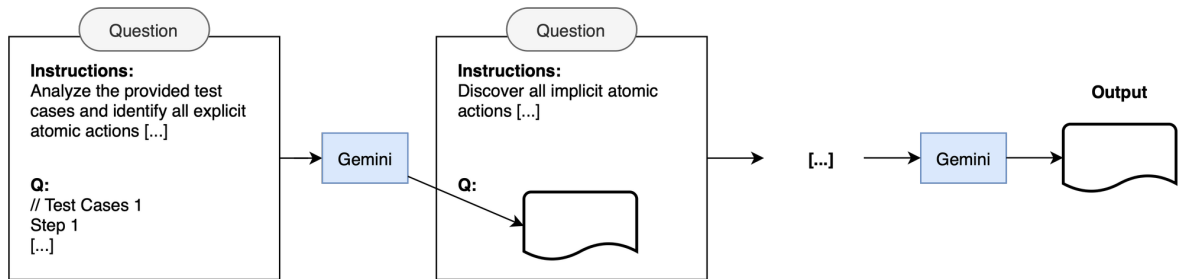 Question
Instructions:
Analyze the provided test
cases and identify all explicit
atomic actions [...]
Q:
// Test Cases 1
Step 1
[...]
Gemini
Question
Instructions:
Discover all implicit atomic
actions [...]
Q:
[...]
Gemini
Output